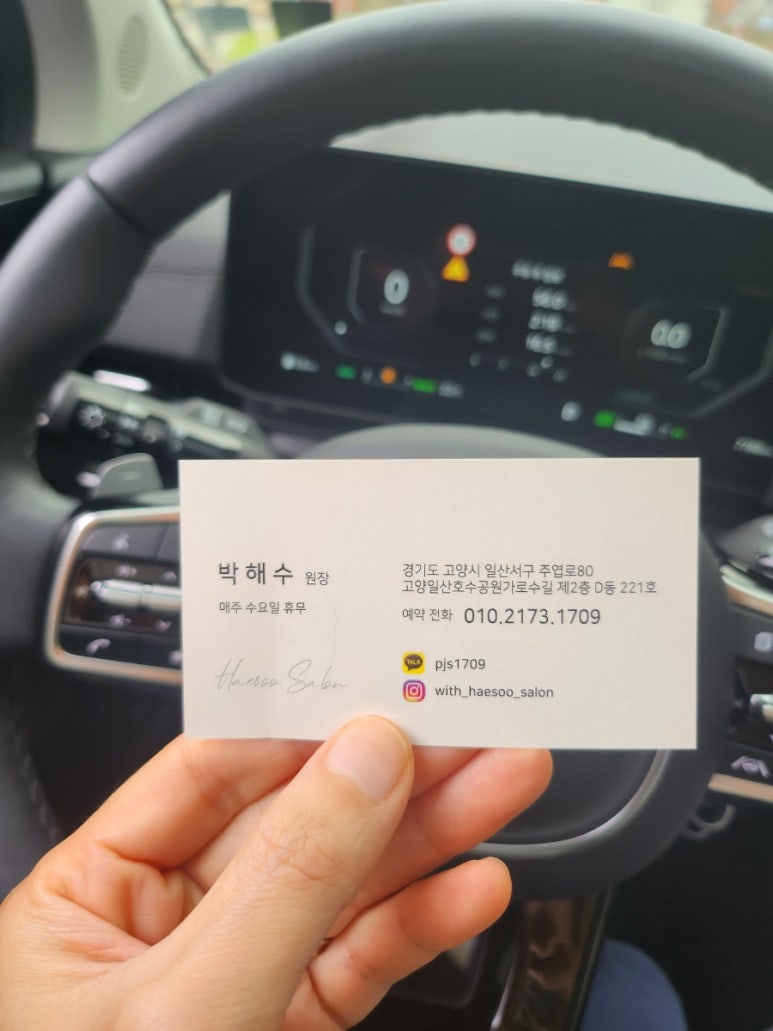 박해수 원장
매주 수요일 휴무
Haesoo Salon
경기도 고양시 일산서구 주엽로80
고양일산호수공원가로수길 제2층 D동 221호
예약 전화 010.2173.1709
TALK
pjs1709
with_haesoo_salon
0
0.0